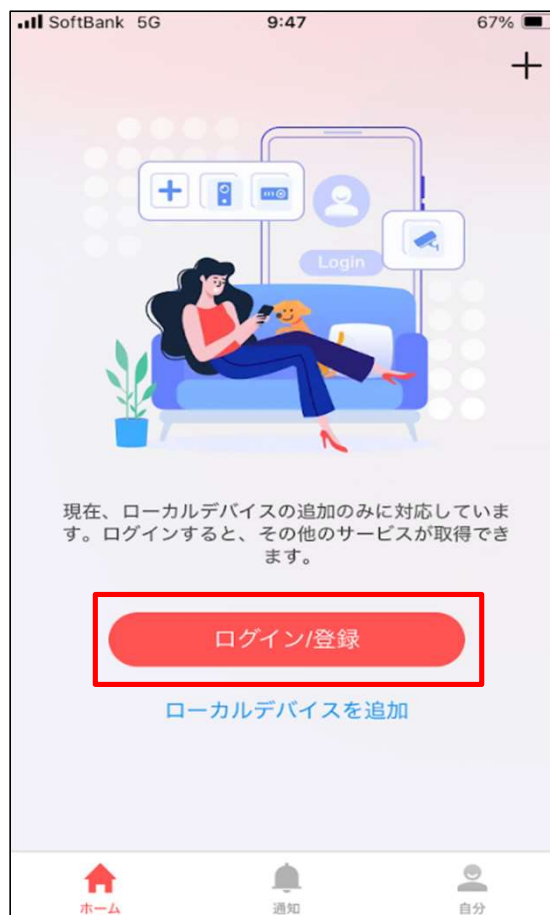 SoftBank 5G 9:47 67%
Login
現在、ローカルデバイスの追加のみに対応していま
す。ログインすると、その他のサービスが取得でき
ます。
ログイン/登録
ローカルデバイスを追加
ホーム 通知 自分